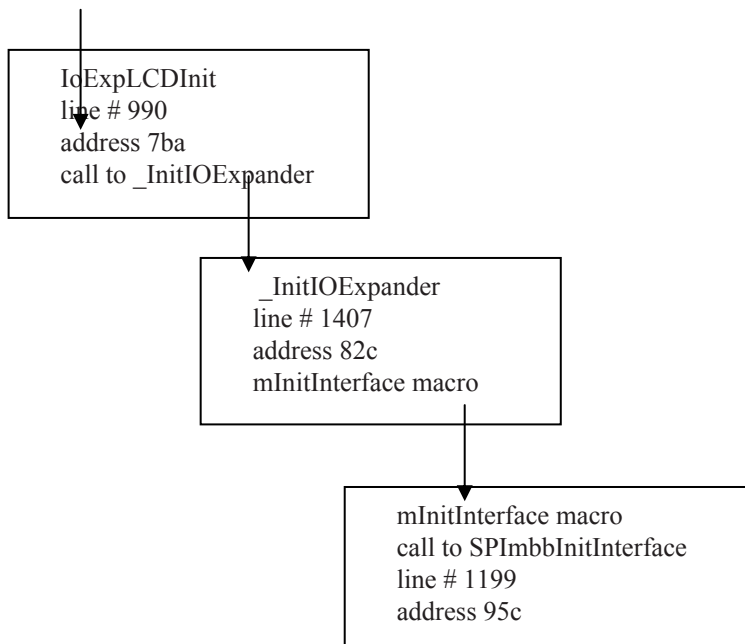 IoExpLCDInit
line # 990
address 7ba
call to _InitIOExpander
_InitIOExpander
line # 1407
address 82c
mInitInterface macro
mInitInterface macro
call to SPImbbInitInterface
line # 1199
address 95c